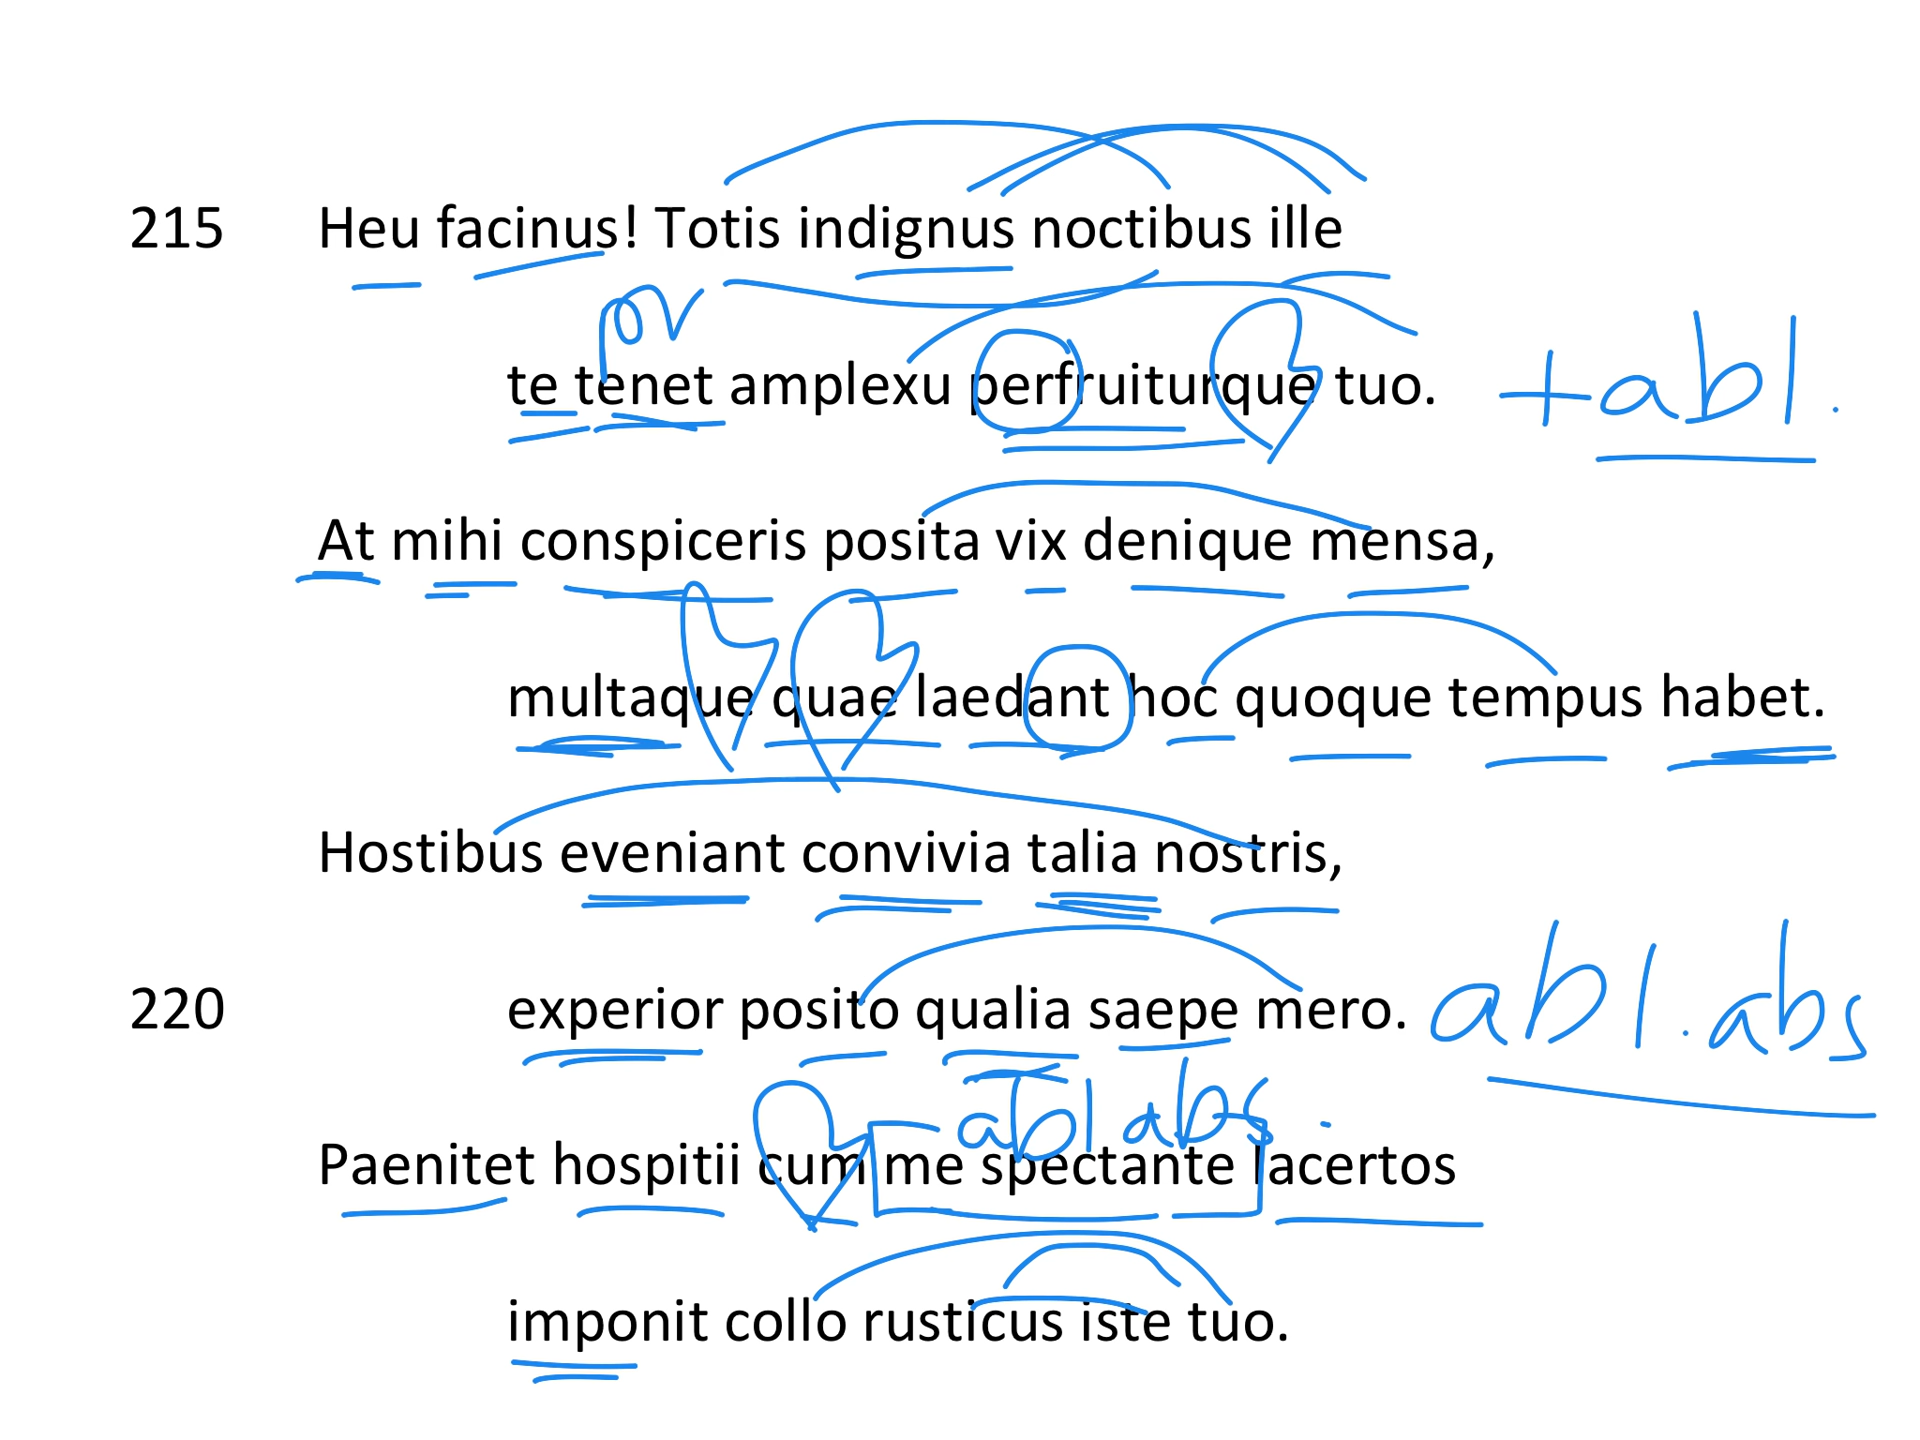 215 Heu facinus! Totis indignus noctibus ille
te tenet amplexu perfruiturque tuo. +abl.
At mihi conspiceris posita vix denique mensa,
multaque quae laedant hoc quoque tempus habet.
Hostibus eveniant convivia talia nostris,
220 experior posito qualia saepe mero. abl.abs
abl abs.
Paenitet hospitii cum me spectante lacertos
imponit collo rusticus iste tuo.